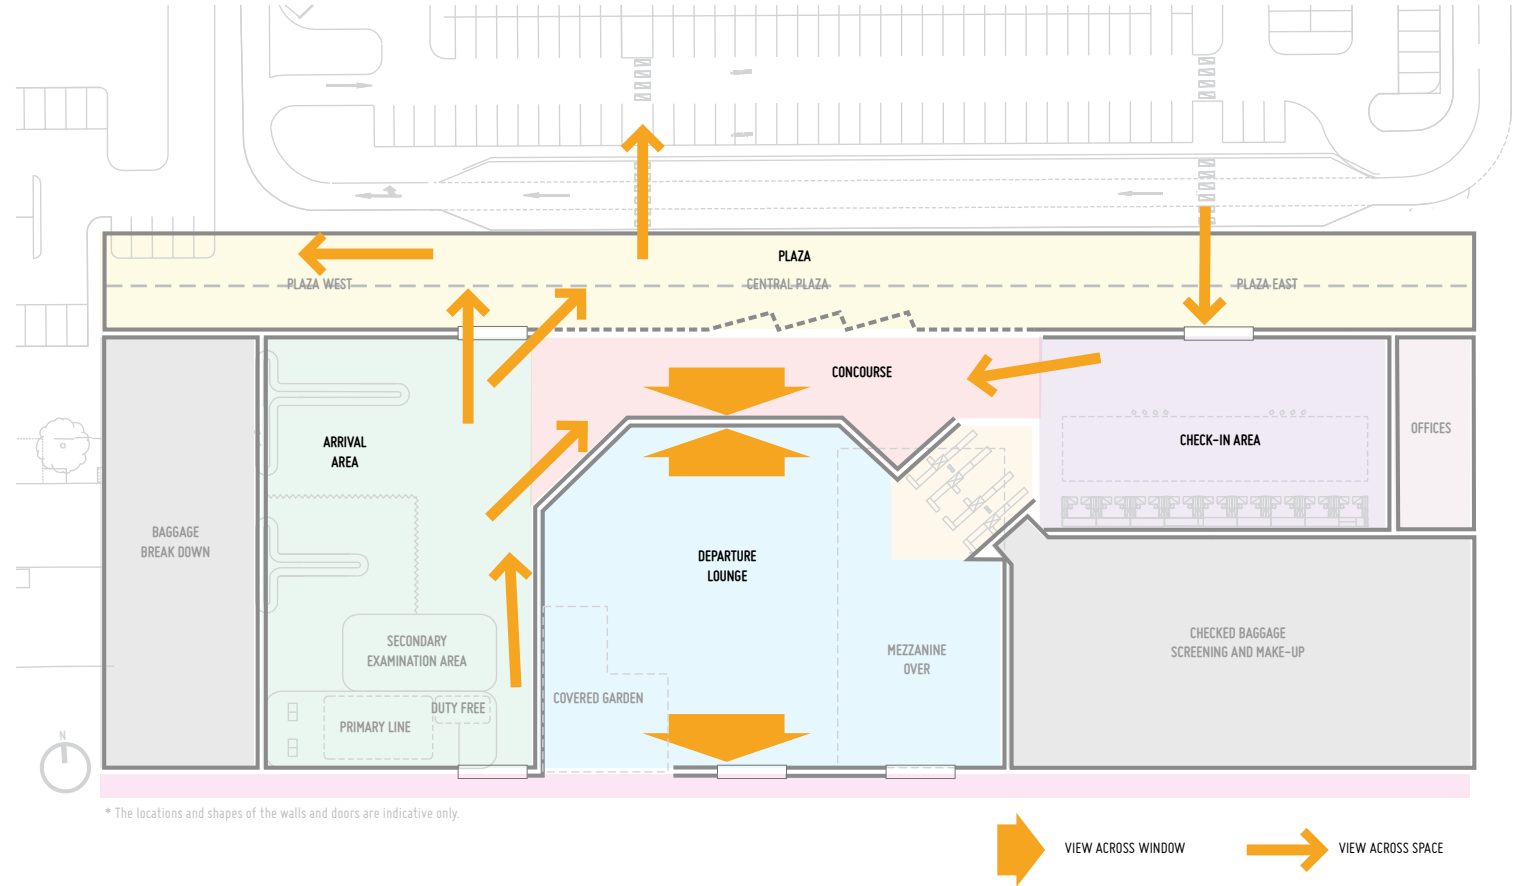 PLAZA
PLAZA WEST
CENTRAL PLAZA
PLAZA EAST
CONCOURSE
ARRIVAL
AREA
CHECK-IN AREA
OFFICES
BAGGAGE
BREAK DOWN
DEPARTURE
LOUNGE
SECONDARY
EXAMINATION AREA
MEZZANINE
OVER
CHECKED BAGGAGE
SCREENING AND MAKE-UP
COVERED GARDEN
DUTY FREE
PRIMARY LINE
N
* The locations and shapes of the walls and doors are indicative only.
VIEW ACROSS WINDOW
VIEW ACROSS SPACE